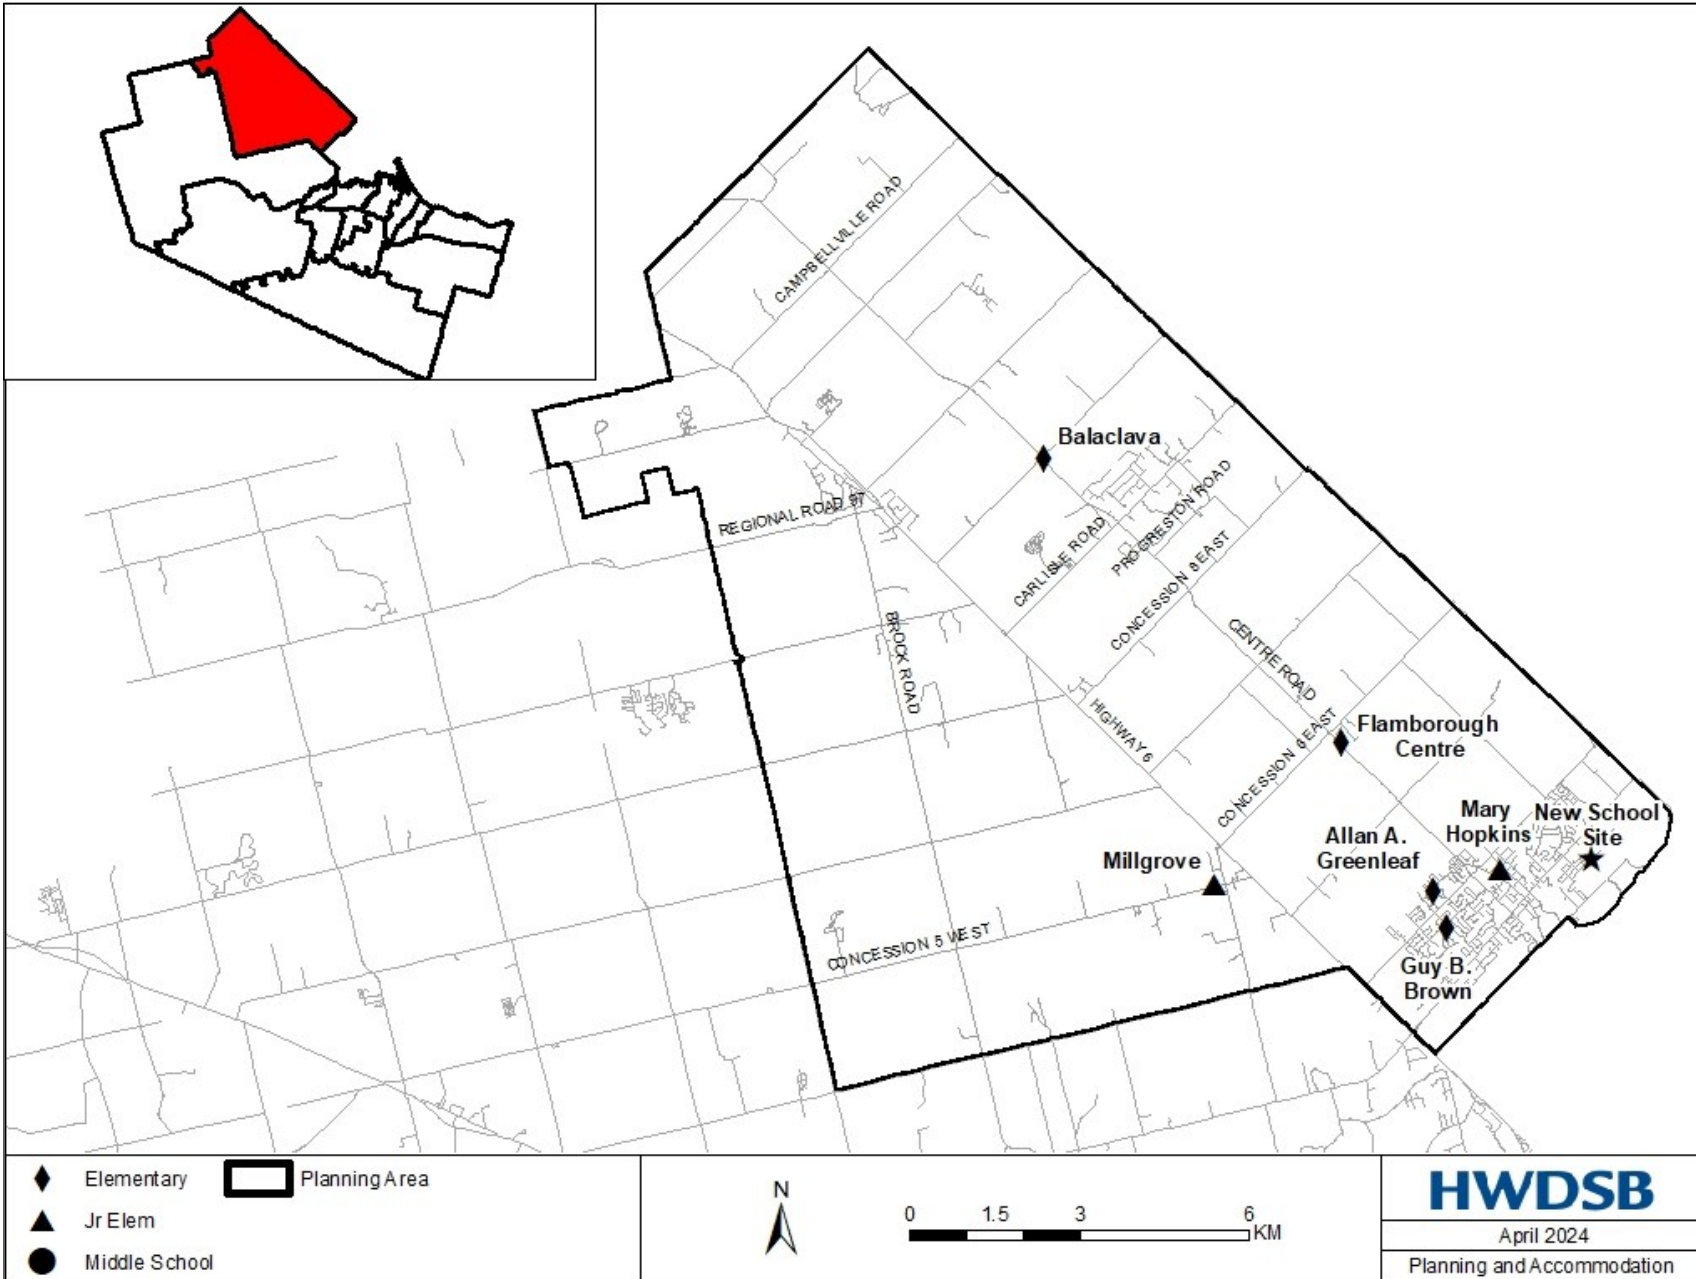 CAMPBELLVILLE ROAD
Balaclava
REGIONAL ROAD 97
PROGRESTON ROAD
CARLISLE ROAD
CONCESSION 8 EAST
BROCK ROAD
CENTRE ROAD
HIGHWAY 6
CONCESSION 6 EAST
Flamborough
Centre
Mary
Hopkins
New School
Site
Allan A.
Greenleaf
Millgrove
CONCESSION 5 WEST
Guy B.
Brown
Elementary
Planning Area
Jr Elem
Middle School
N
0 1.5 3 6
KM
HWDSB
April 2024
Planning and Accommodation